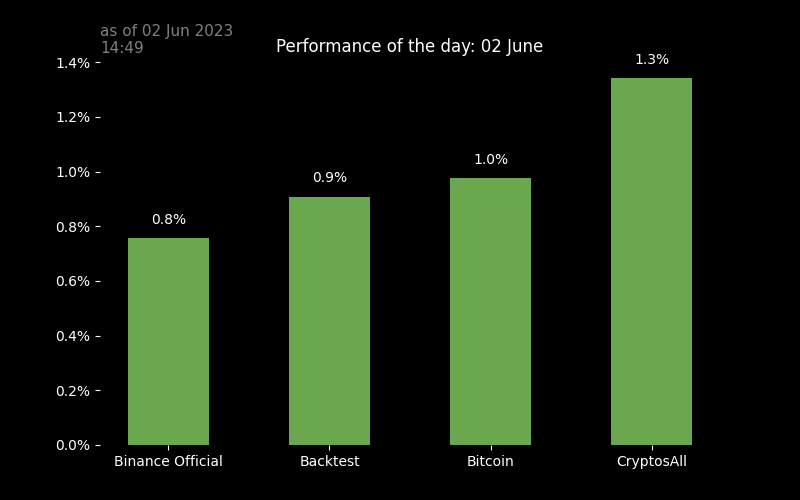 as of 02 Jun 2023
14:49
Performance of the day: 02 June
1.4%
1.2%
1.0%
0.8%
0.6%
0.4%
0.2%
0.0%
0.8%
0.9%
1.0%
1.3%
Binance Official
Backtest
Bitcoin
CryptosAll